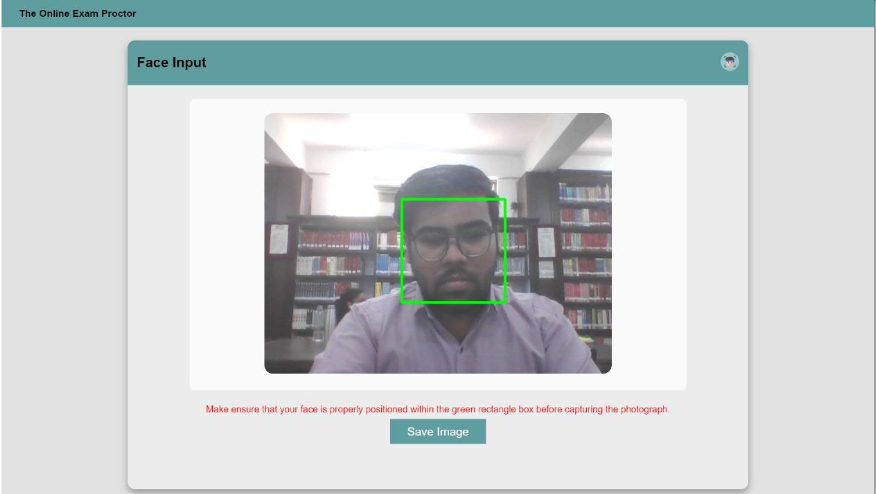 The Online Exam Proctor
Face Input
Make ensure that your face is properly positioned within the green rectangle box before capturing the photograph.
Save Image